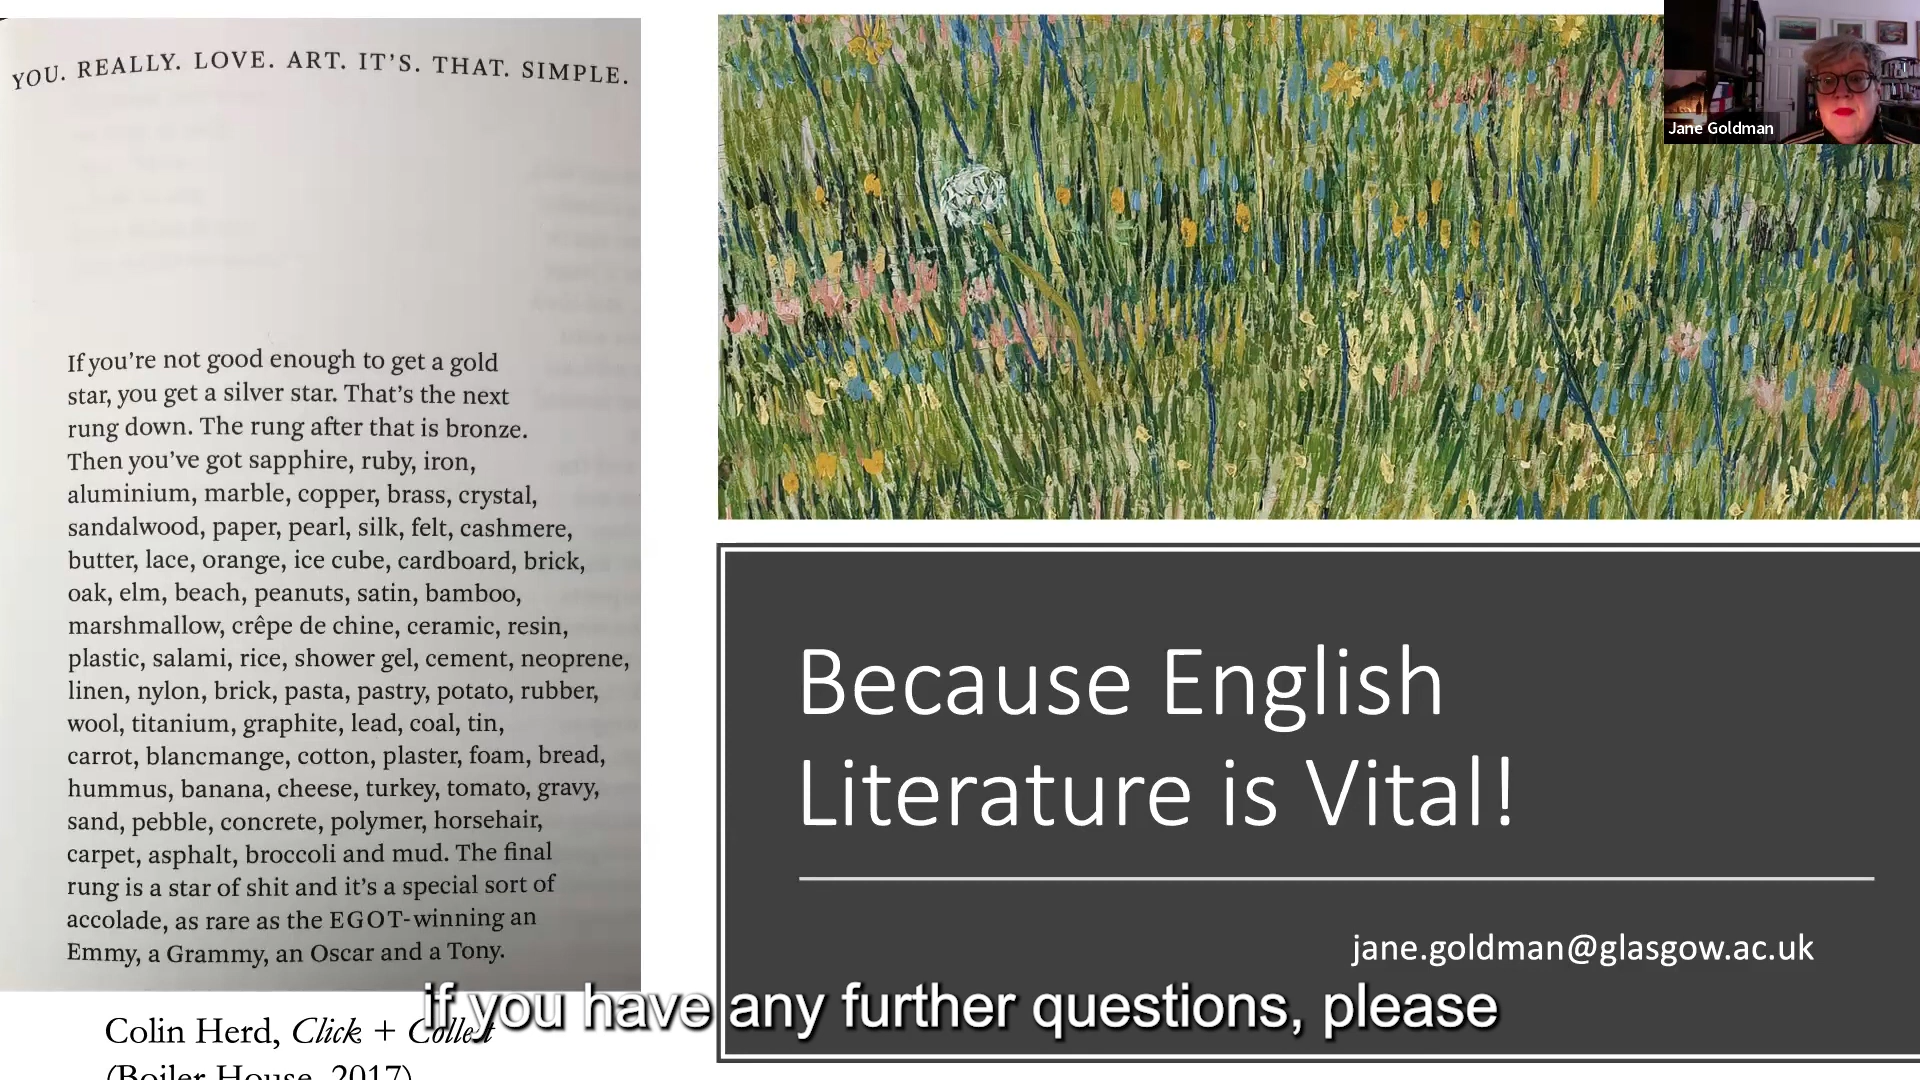 YOU. REALLY. LOVE. ART. IT'S. THAT. SIMPLE.
If you're not good enough to get a gold
star, you get a silver star. That's the next
rung down. The rung after that is bronze.
Then you've got sapphire, ruby, iron,
aluminium, marble, copper, brass, crystal,
sandalwood, paper, pearl, silk, felt, cashmere,
butter, lace, orange, ice cube, cardboard, brick,
oak, elm, beach, peanuts, satin, bamboo,
marshmallow, crêpe de chine, ceramic, resin,
plastic, salami, rice, shower gel, cement, neoprene,
linen, nylon, brick, pasta, pastry, potato, rubber,
wool, titanium, graphite, lead, coal, tin,
carrot, blancmange, cotton, plaster, foam, bread,
hummus, banana, cheese, turkey, tomato, gravy,
sand, pebble, concrete, polymer, horsehair,
carpet, asphalt, broccoli and mud. The final
rung is a star of shit and it's a special sort of
accolade, as rare as the EGOT-winning an
Emmy, a Grammy, an Oscar and a Tony.
Colin Herd, Click + Collect
(Boiler House, 2017)
Jane Goldman
Because English
Literature is Vital!
jane.goldman@glasgow.ac.uk
if you have any further questions, please